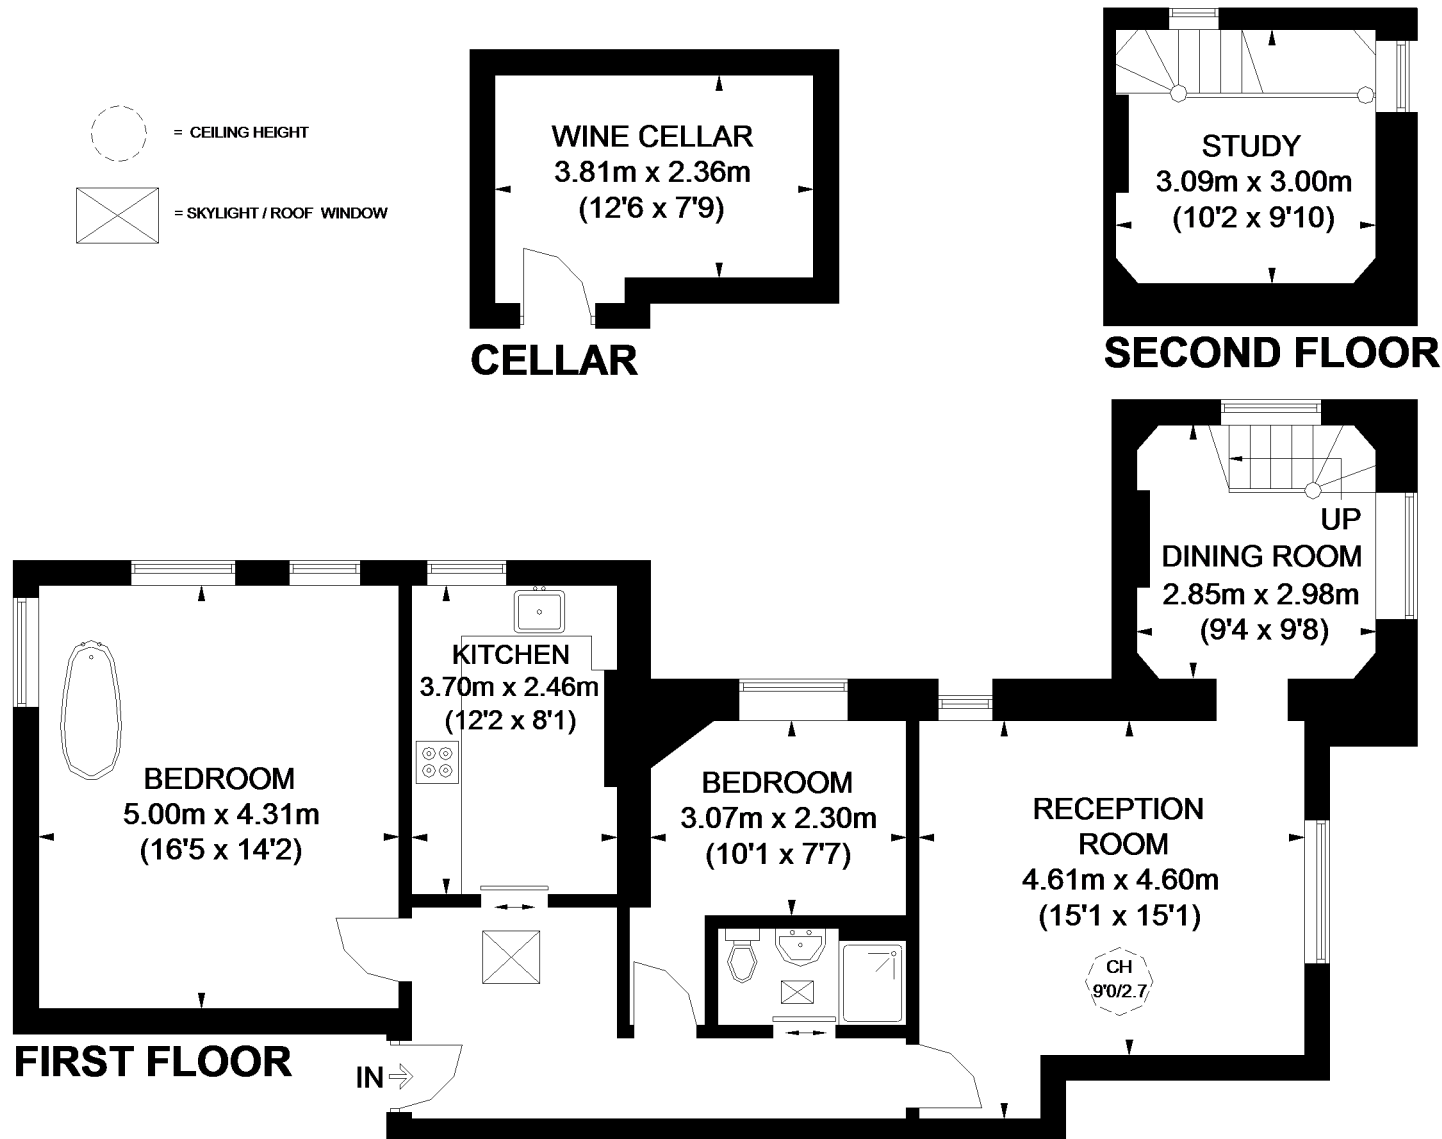 = CEILING HEIGHT
= SKYLIGHT / ROOF WINDOW
WINE CELLAR
3.81m x 2.36m
(12'6 x 7'9)
CELLAR
STUDY
3.09m x 3.00m
(10'2 x 9'10)
SECOND FLOOR
UP
DINING ROOM
2.85m x 2.98m
(9'4 x 9'8)
KITCHEN
3.70m x 2.46m
(12'2 x 8'1)
BEDROOM
5.00m x 4.31m
(16'5 x 14'2)
BEDROOM
3.07m x 2.30m
(10'1 x 7'7)
RECEPTION
ROOM
4.61m x 4.60m
(15'1 x 15'1)
CH
9'0/2.7
FIRST FLOOR
IN